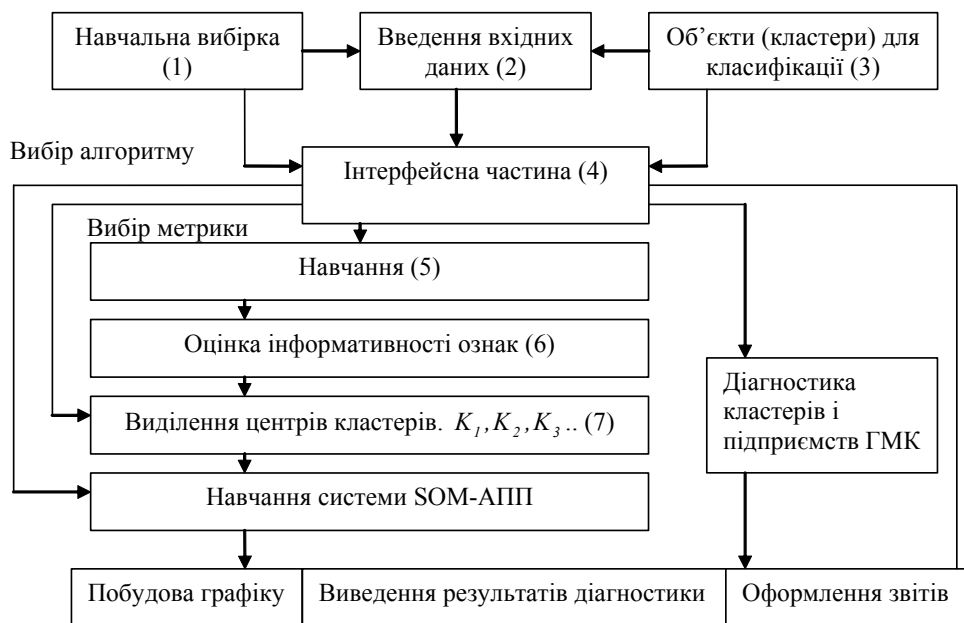 Навчальна вибірка
(1)
Введення вхідних
даних (2)
Об’єкти (кластери) для
класифікації (3)
Вибір алгоритму
Інтерфейсна частина (4)
Вибір метрики
Навчання (5)
Оцінка інформативності ознак (6)
Виділення центрів кластерів. K₁, K₂, K₃ .. (7)
Діагностика
кластерів і
підприємств ГМК
Навчання системи SOM-АПП
Побудова графіку
Виведення результатів діагностики
Оформлення звітів